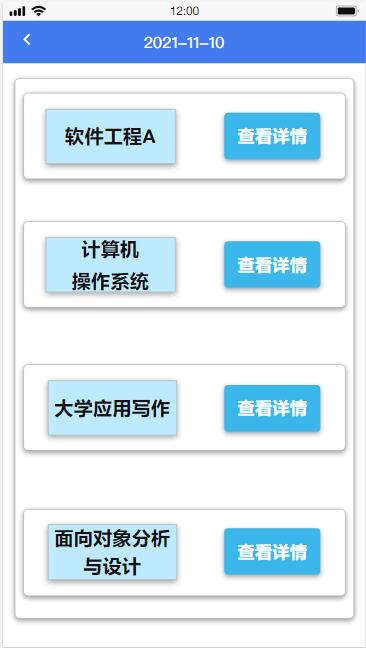 12:00
2021-11-10
软件工程A
查看详情
计算机
操作系统
查看详情
大学应用写作
查看详情
面向对象分析
与设计
查看详情